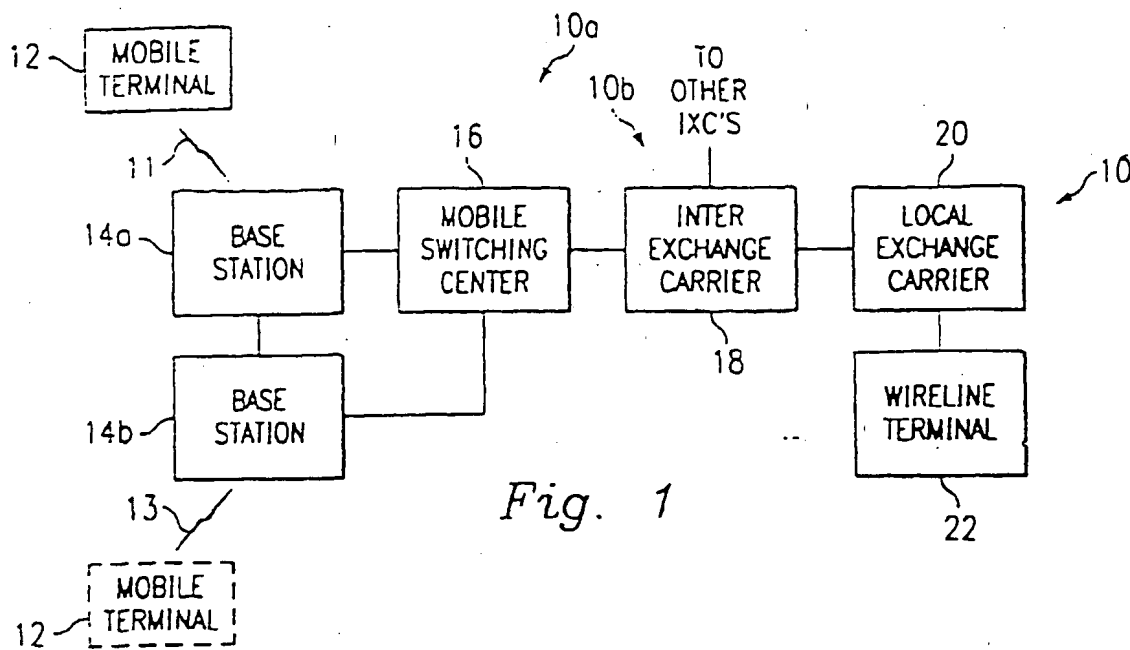 12
MOBILE
TERMINAL
10a
10b
TO
OTHER
IXC'S
11
16
20
10
14a
BASE
STATION
MOBILE
SWITCHING
CENTER
INTER
EXCHANGE
CARRIER
LOCAL
EXCHANGE
CARRIER
18
14b
BASE
STATION
WIRELINE
TERMINAL
13
Fig. 1
22
12
MOBILE
TERMINAL